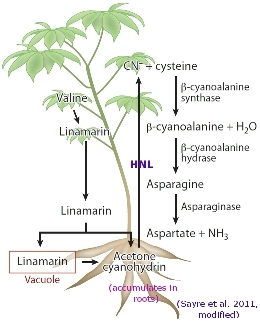 CN⁻ + cysteine
β-cyanoalanine
synthase
Valine
Linamarin
β-cyanoalanine + H₂O
β-cyanoalanine
hydrase
HNL
Asparagine
Asparaginase
Linamarin
Aspartate + NH₃
Linamarin
Acetone
cyanohydrin
Vacuole
(accumulates in
roots)
(Sayre et al. 2011,
modified)